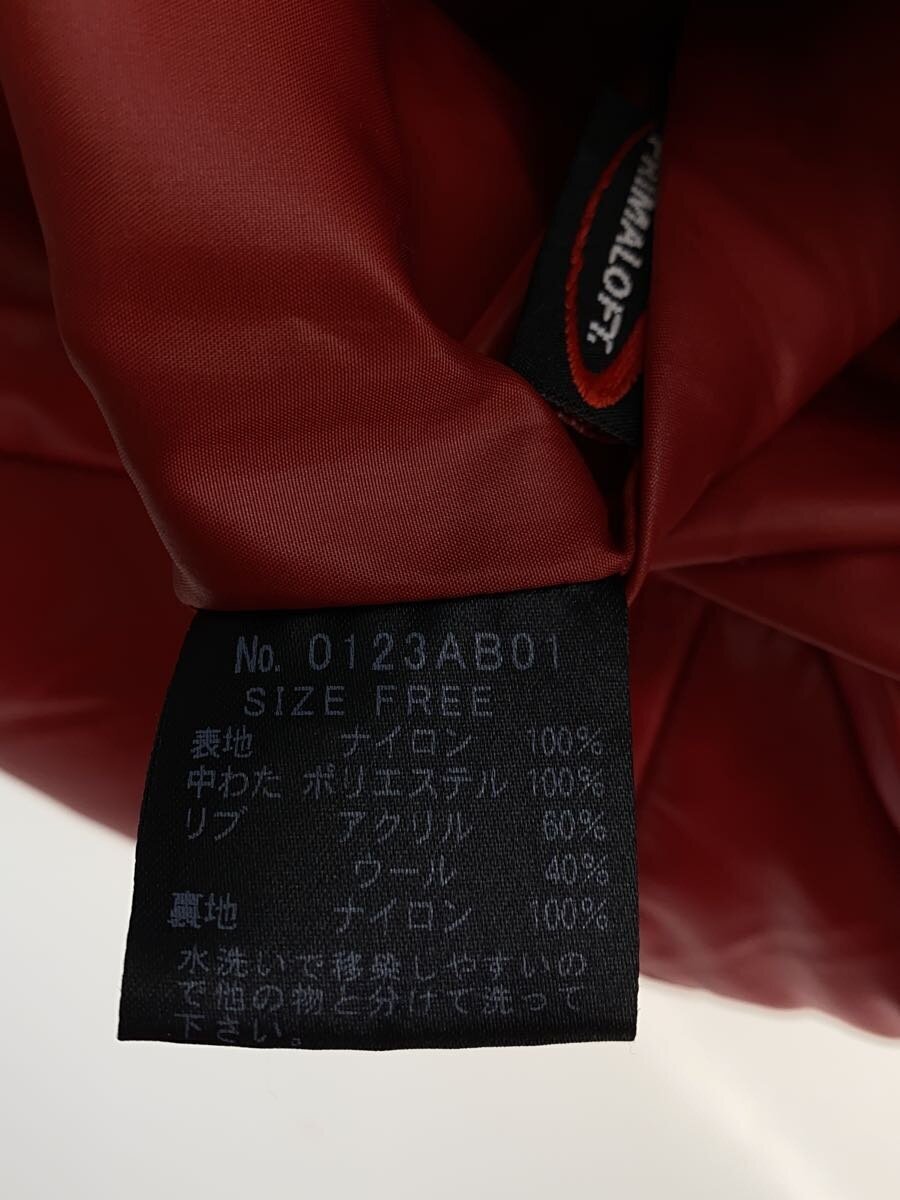 PRIMALOFT
No. 0123AB01
SIZE FREE
表地 ナイロン 100%
中わた ポリエステル 100%
リブ アクリル 60%
ウール 40%
裏地 ナイロン 100%
水洗いで移染しやすいの
で他の物と分けて洗って
下さい。